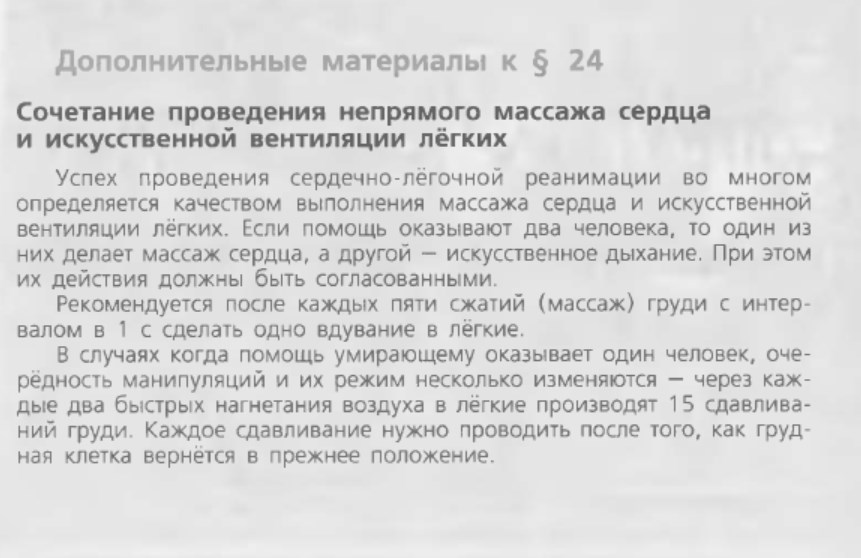 Дополнительные материалы к § 24
Сочетание проведения непрямого массажа сердца
и искусственной вентиляции лёгких
Успех проведения сердечно-лёгочной реанимации во многом
определяется качеством выполнения массажа сердца и искусственной
вентиляции лёгких. Если помощь оказывают два человека, то один из
них делает массаж сердца, а другой — искусственное дыхание. При этом
их действия должны быть согласованными.
Рекомендуется после каждых пяти сжатий (массаж) груди с интер-
валом в 1 с сделать одно вдувание в лёгкие.
В случаях когда помощь умирающему оказывает один человек, оче-
рёдность манипуляций и их режим несколько изменяются — через каж-
дые два быстрых нагнетания воздуха в лёгкие производят 15 сдавлива-
ний груди. Каждое сдавливание нужно проводить после того, как груд-
ная клетка вернётся в прежнее положение.